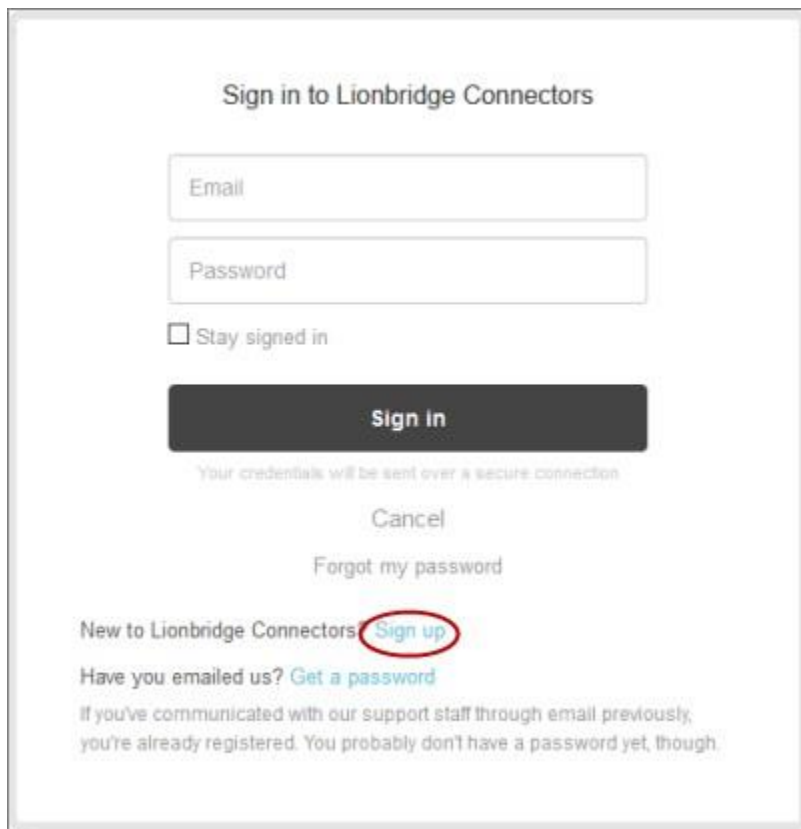 Sign in to Lionbridge Connectors
Email
Password
Stay signed in
Sign in
Your credentials will be sent over a secure connection
Cancel
Forgot my password
New to Lionbridge Connectors? Sign up
Have you emailed us? Get a password
If you've communicated with our support staff through email previously,
you're already registered. You probably don't have a password yet, though.